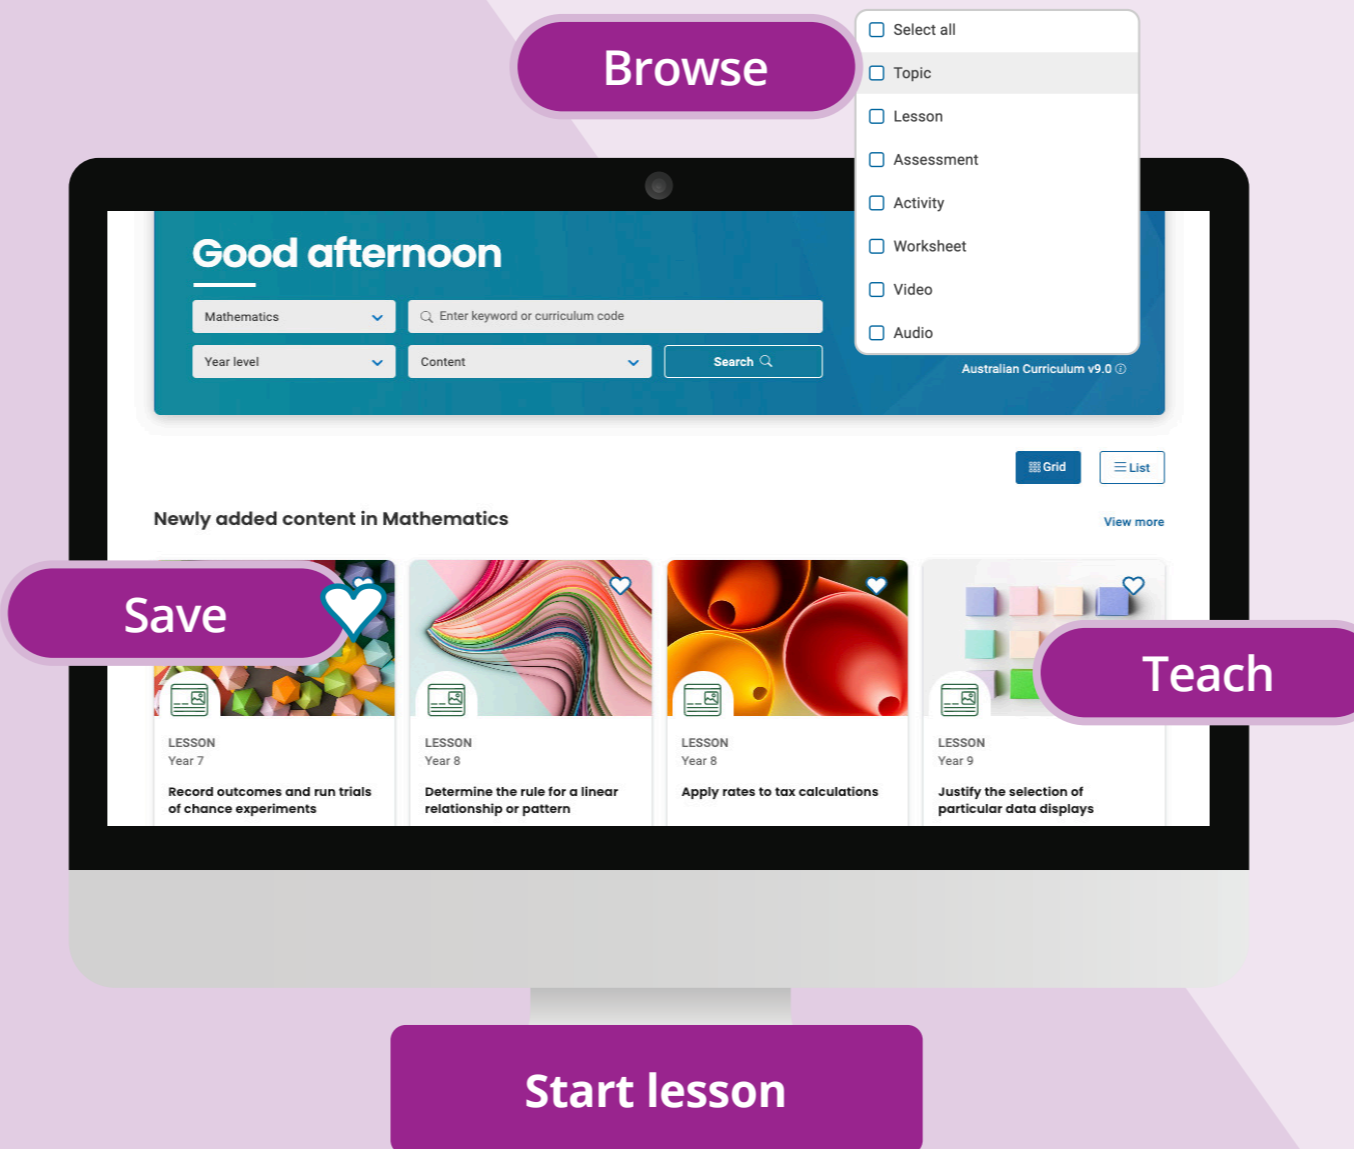 Browse
Select all
Topic
Lesson
Assessment
Activity
Worksheet
Video
Audio
Good afternoon
Mathematics
Enter keyword or curriculum code
Year level
Content
Search
Australian Curriculum v9.0
Grid
List
Newly added content in Mathematics
View more
Save
Teach
LESSON
Year 7
Record outcomes and run trials
of chance experiments
LESSON
Year 8
Determine the rule for a linear
relationship or pattern
LESSON
Year 8
Apply rates to tax calculations
LESSON
Year 9
Justify the selection of
particular data displays
Start lesson